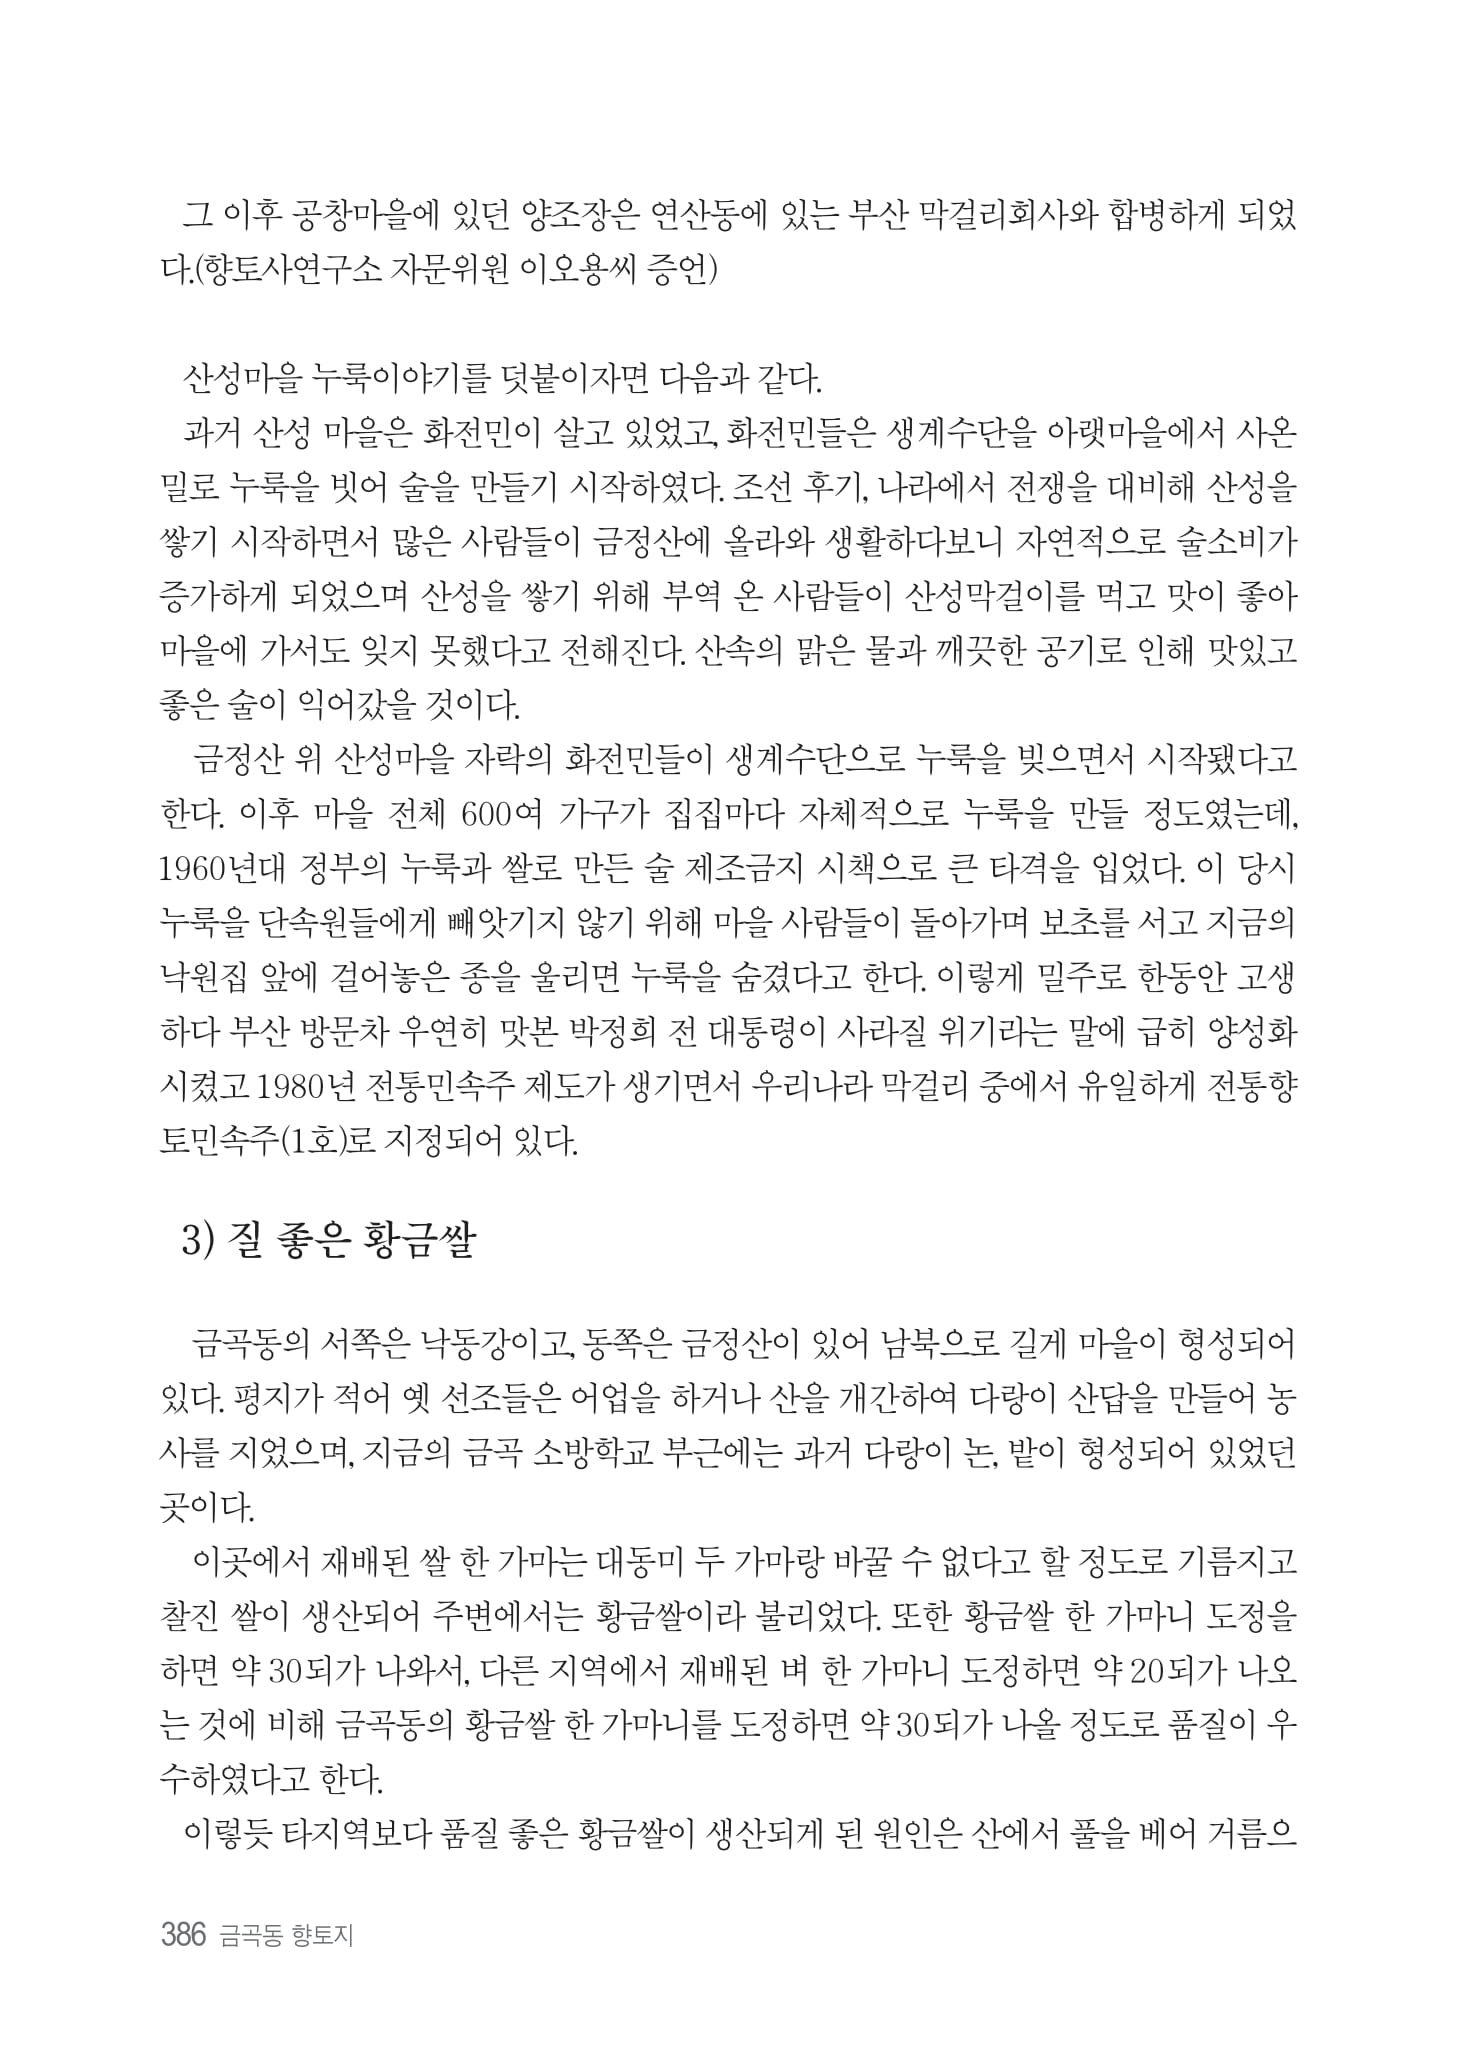 그 이후 공창마을에 있던 양조장은 연산동에 있는 부산 막걸리회사와 합병하게 되었
다.(향토사연구소 자문위원 이오용씨 증언)
산성마을 누룩이야기를 덧붙이자면 다음과 같다.
과거 산성 마을은 화전민이 살고 있었고, 화전민들은 생계수단을 아랫마을에서 사온
밀로 누룩을 빗어 술을 만들기 시작하였다. 조선 후기, 나라에서 전쟁을 대비해 산성을
쌓기 시작하면서 많은 사람들이 금정산에 올라와 생활하다보니 자연적으로 술소비가
증가하게 되었으며 산성을 쌓기 위해 부역 온 사람들이 산성막걸이를 먹고 맛이 좋아
마을에 가서도 잊지 못했다고 전해진다. 산속의 맑은 물과 깨끗한 공기로 인해 맛있고
좋은 술이 익어갔을 것이다.
금정산 위 산성마을 자락의 화전민들이 생계수단으로 누룩을 빚으면서 시작됐다고
한다. 이후 마을 전체 600여 가구가 집집마다 자체적으로 누룩을 만들 정도였는데,
1960년대 정부의 누룩과 쌀로 만든 술 제조금지 시책으로 큰 타격을 입었다. 이 당시
누룩을 단속원들에게 빼앗기지 않기 위해 마을 사람들이 돌아가며 보초를 서고 지금의
낙원집 앞에 걸어놓은 종을 울리면 누룩을 숨겼다고 한다. 이렇게 밀주로 한동안 고생
하다 부산 방문차 우연히 맛본 박정희 전 대통령이 사라질 위기라는 말에 급히 양성화
시켰고 1980년 전통민속주 제도가 생기면서 우리나라 막걸리 중에서 유일하게 전통향
토민속주(1호)로 지정되어 있다.
3) 질 좋은 황금쌀
금곡동의 서쪽은 낙동강이고, 동쪽은 금정산이 있어 남북으로 길게 마을이 형성되어
있다. 평지가 적어 옛 선조들은 어업을 하거나 산을 개간하여 다랑이 산답을 만들어 농
사를 지었으며, 지금의 금곡 소방학교 부근에는 과거 다랑이 논, 밭이 형성되어 있었던
곳이다.
이곳에서 재배된 쌀 한 가마는 대동미 두 가마랑 바꿀 수 없다고 할 정도로 기름지고
찰진 쌀이 생산되어 주변에서는 황금쌀이라 불리었다. 또한 황금쌀 한 가마니 도정을
하면 약 30되가 나와서, 다른 지역에서 재배된 벼 한 가마니 도정하면 약 20되가 나오
는 것에 비해 금곡동의 황금쌀 한 가마니를 도정하면 약 30되가 나올 정도로 품질이 우
수하였다고 한다.
이렇듯 타지역보다 품질 좋은 황금쌀이 생산되게 된 원인은 산에서 풀을 베어 거름으
386 금곡동 향토지